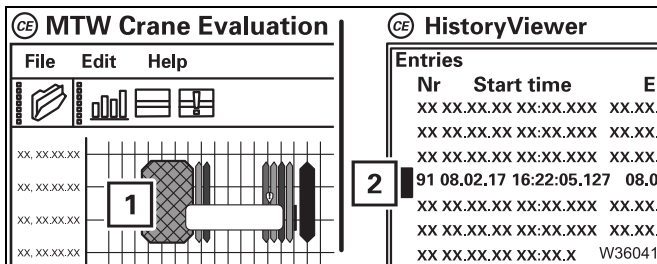 CE MTW Crane Evaluation
File Edit Help
XX, XX.XX.XX
XX, XX.XX.XX
XX, XX.XX.XX
XX, XX.XX.XX
1
CE HistoryViewer
Entries
Nr Start time E
XX XX.XX.XX XX:XX.XXX XX.XX.
XX XX.XX.XX XX:XX.XXX XX.XX.
XX XX.XX.XX XX:XX.XXX XX.XX.
2
91 08.02.17 16:22:05.127 08.0
XX XX.XX.XX XX:XX.XXX XX.XX.
XX XX.XX.XX XX:XX.XXX XX.XX.
XX XX.XX.XX XX:XX.X W36041